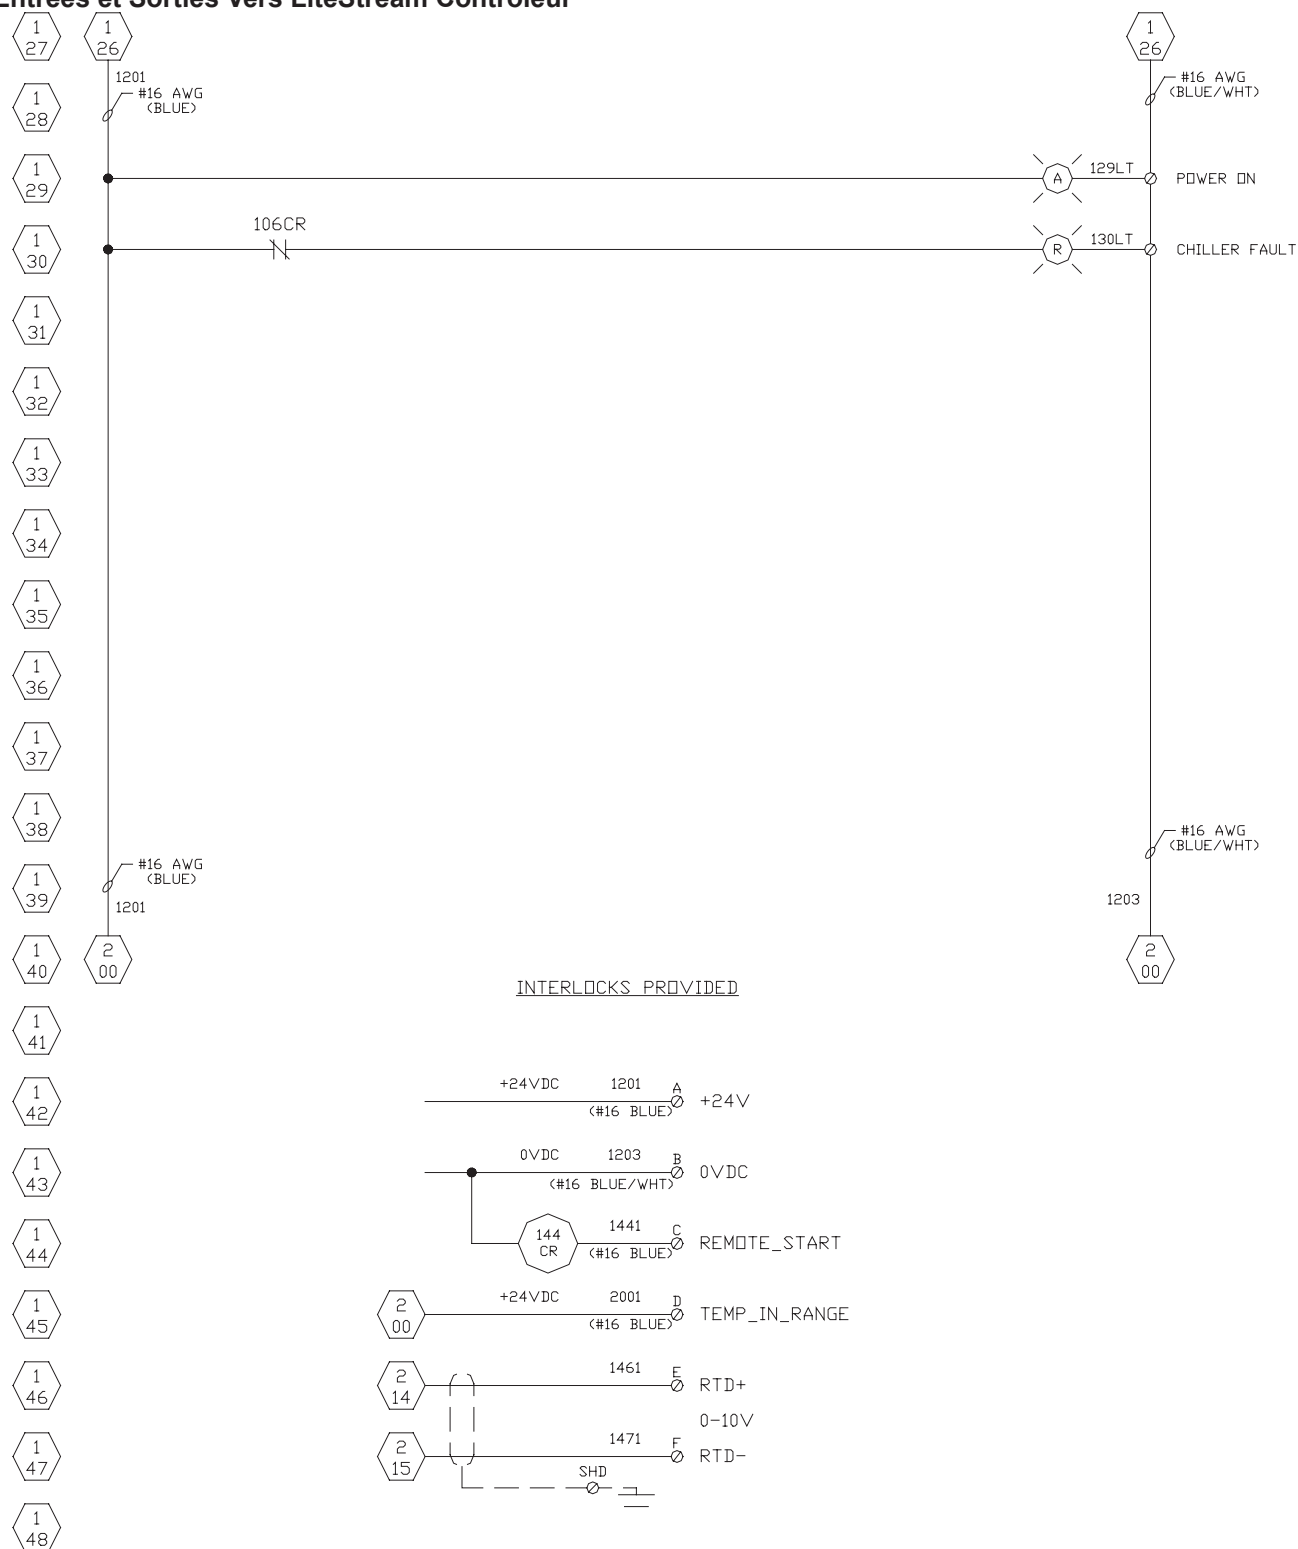 Entrées et Sorties Vers LiteStream Contrôleur
1
27
1
26
1
26
1201
#16 AWG
(BLUE)
#16 AWG
(BLUE/WHT)
1
28
1
29
A
129LT
POWER ON
106CR
1
30
R
130LT
CHILLER FAULT
1
31
1
32
1
33
1
34
1
35
1
36
1
37
1
38
#16 AWG
(BLUE/WHT)
#16 AWG
(BLUE)
1
39
1201
1203
1
40
2
00
2
00
INTERLOCKS PROVIDED
1
41
1
42
+24VDC 1201 A
(#16 BLUE)
+24V
1
43
0VDC 1203 B
(#16 BLUE/WHT)
0VDC
1
44
144
CR
1441 C
(#16 BLUE)
REMOTE_START
1
45
2
00
+24VDC 2001 D
(#16 BLUE)
TEMP_IN_RANGE
1
46
2
14
1461 E
RTD+
0-10V
1
47
2
15
1471 F
RTD-
SHD
1
48